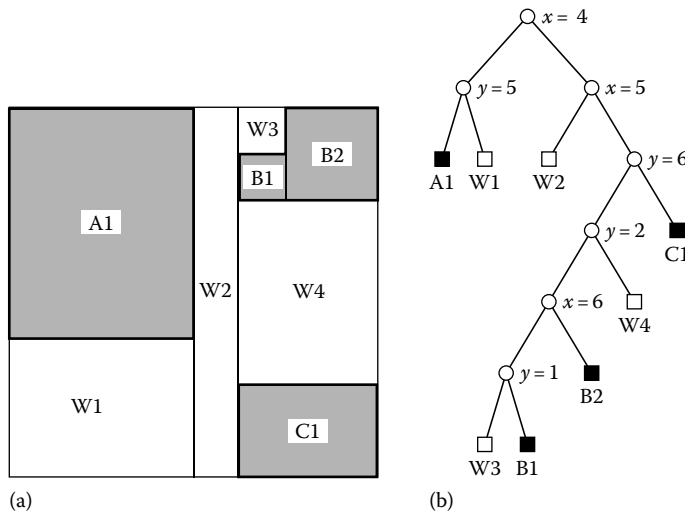 W3
B2
B1
A1
W2
W4
W1
C1
(a)
x = 4
y = 5
x = 5
A1
W1
W2
y = 6
y = 2
C1
x = 6
W4
y = 1
B2
W3
B1
(b)